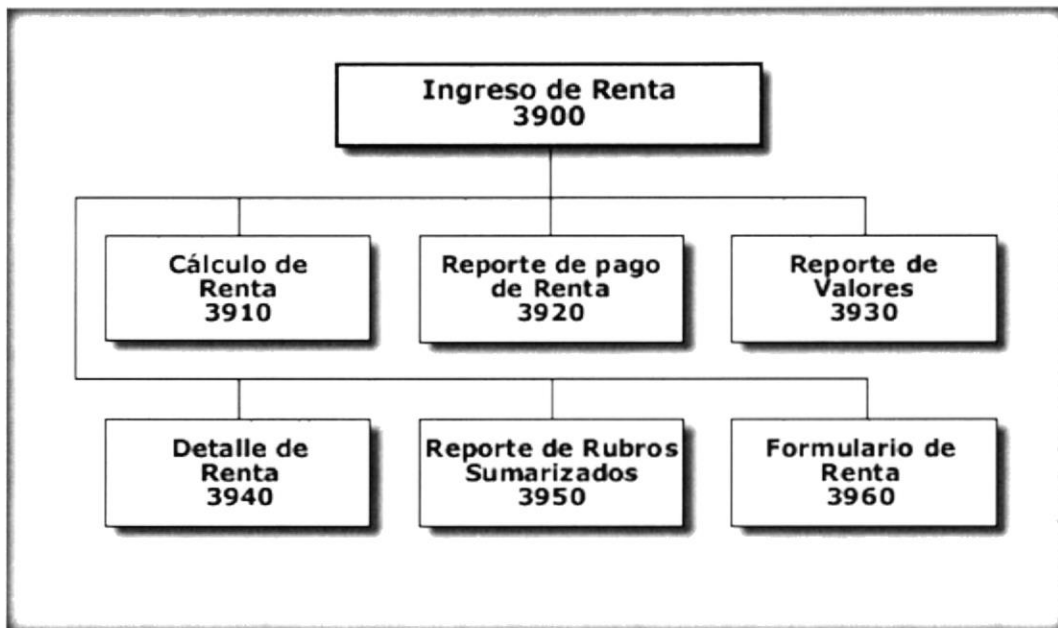 Ingreso de Renta
3900
Cálculo de
Renta
3910
Reporte de pago
de Renta
3920
Reporte de
Valores
3930
Detalle de
Renta
3940
Reporte de Rubros
Sumarizados
3950
Formulario de
Renta
3960